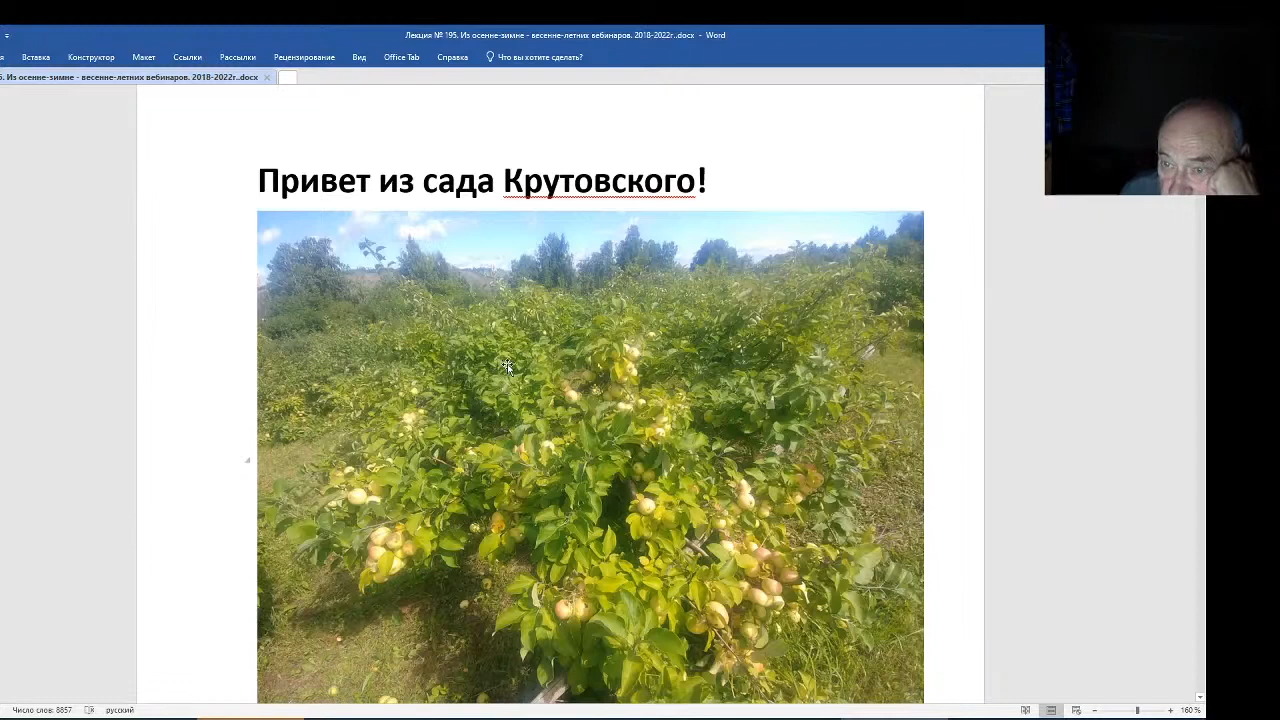 Лекция № 195. Из осенне-зимне - весенне-летних вебинаров. 2018-2022г..docx - Word
Вставка Конструктор Макет Ссылки Рассылки Рецензирование Вид Office Tab Справка Что вы хотите сделать?
Из осенне-зимне - весенне-летних вебинаров. 2018-2022г..docx
Привет из сада Крутовского!
Число слов: 8857 русский 160 %